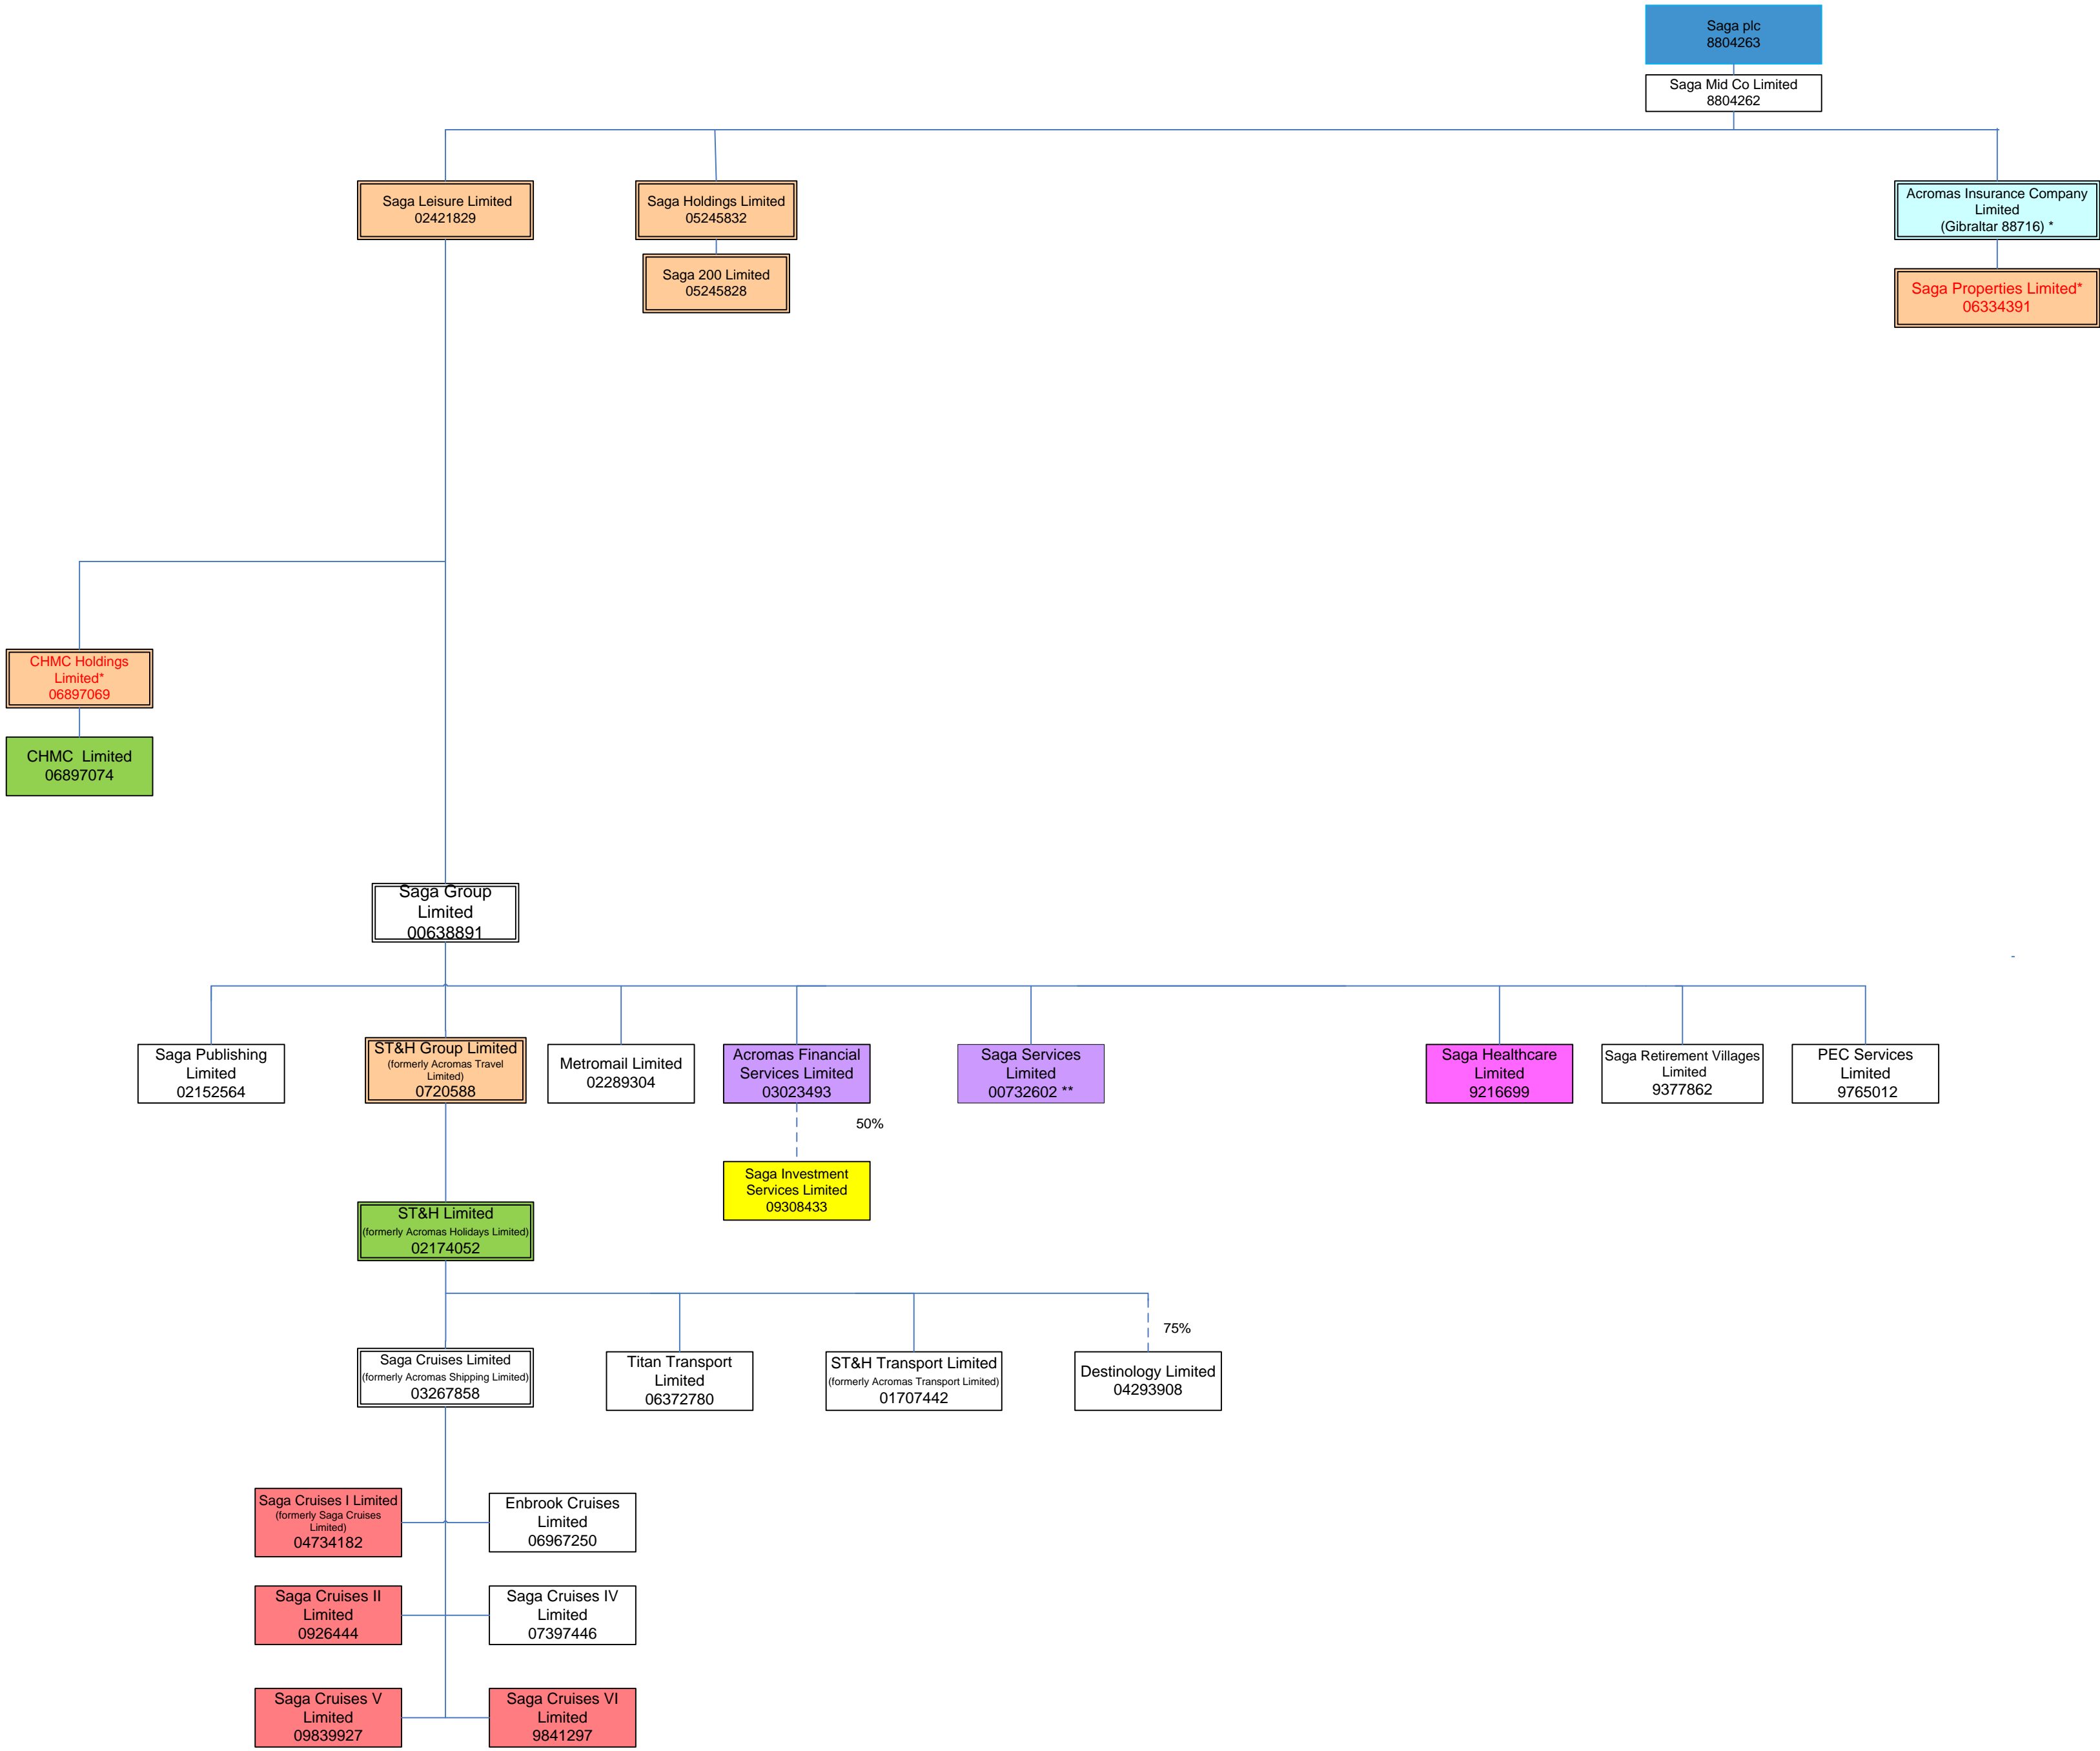 Saga plc
8804263
Saga Mid Co Limited
8804262
Saga Leisure Limited
02421829
Saga Holdings Limited
05245832
Acromas Insurance Company
Limited
(Gibraltar 88716) *
Saga 200 Limited
05245828
Saga Properties Limited*
06334391
CHMC Holdings
Limited*
06897069
CHMC  Limited
06897074
Saga Group
Limited
00638891
Saga Publishing
Limited
02152564
ST&H Group Limited
(formerly Acromas Travel
Limited)
0720588
Metromail Limited
02289304
Acromas Financial
Services Limited
03023493
Saga Services
Limited
00732602 **
Saga Healthcare
Limited
9216699
Saga Retirement Villages
Limited
9377862
PEC Services
Limited
9765012
50%
Saga Investment
Services Limited
09308433
ST&H Limited
(formerly Acromas Holidays Limited)
02174052
75%
Saga Cruises Limited
(formerly Acromas Shipping Limited)
03267858
Titan Transport
Limited
06372780
ST&H Transport Limited
(formerly Acromas Transport Limited)
01707442
Destinology Limited
04293908
Saga Cruises I Limited
(formerly Saga Cruises
Limited)
04734182
Enbrook Cruises
Limited
06967250
Saga Cruises II
Limited
0926444
Saga Cruises IV
Limited
07397446
Saga Cruises V
Limited
09839927
Saga Cruises VI
Limited
9841297